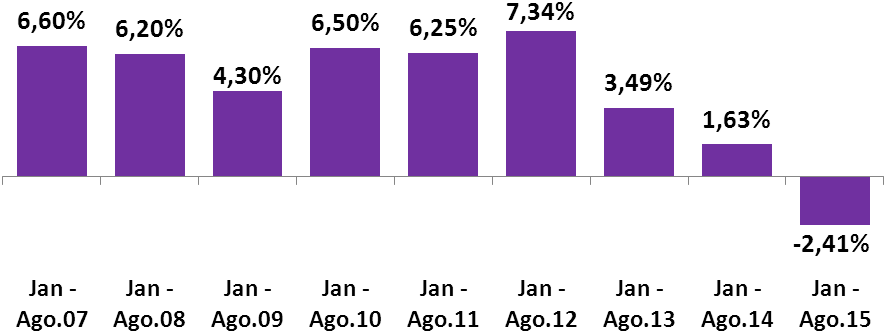 6,60%
6,20%
4,30%
6,50%
6,25%
7,34%
3,49%
1,63%
-2,41%
Jan -
Ago.07
Jan -
Ago.08
Jan -
Ago.09
Jan -
Ago.10
Jan -
Ago.11
Jan -
Ago.12
Jan -
Ago.13
Jan -
Ago.14
Jan -
Ago.15